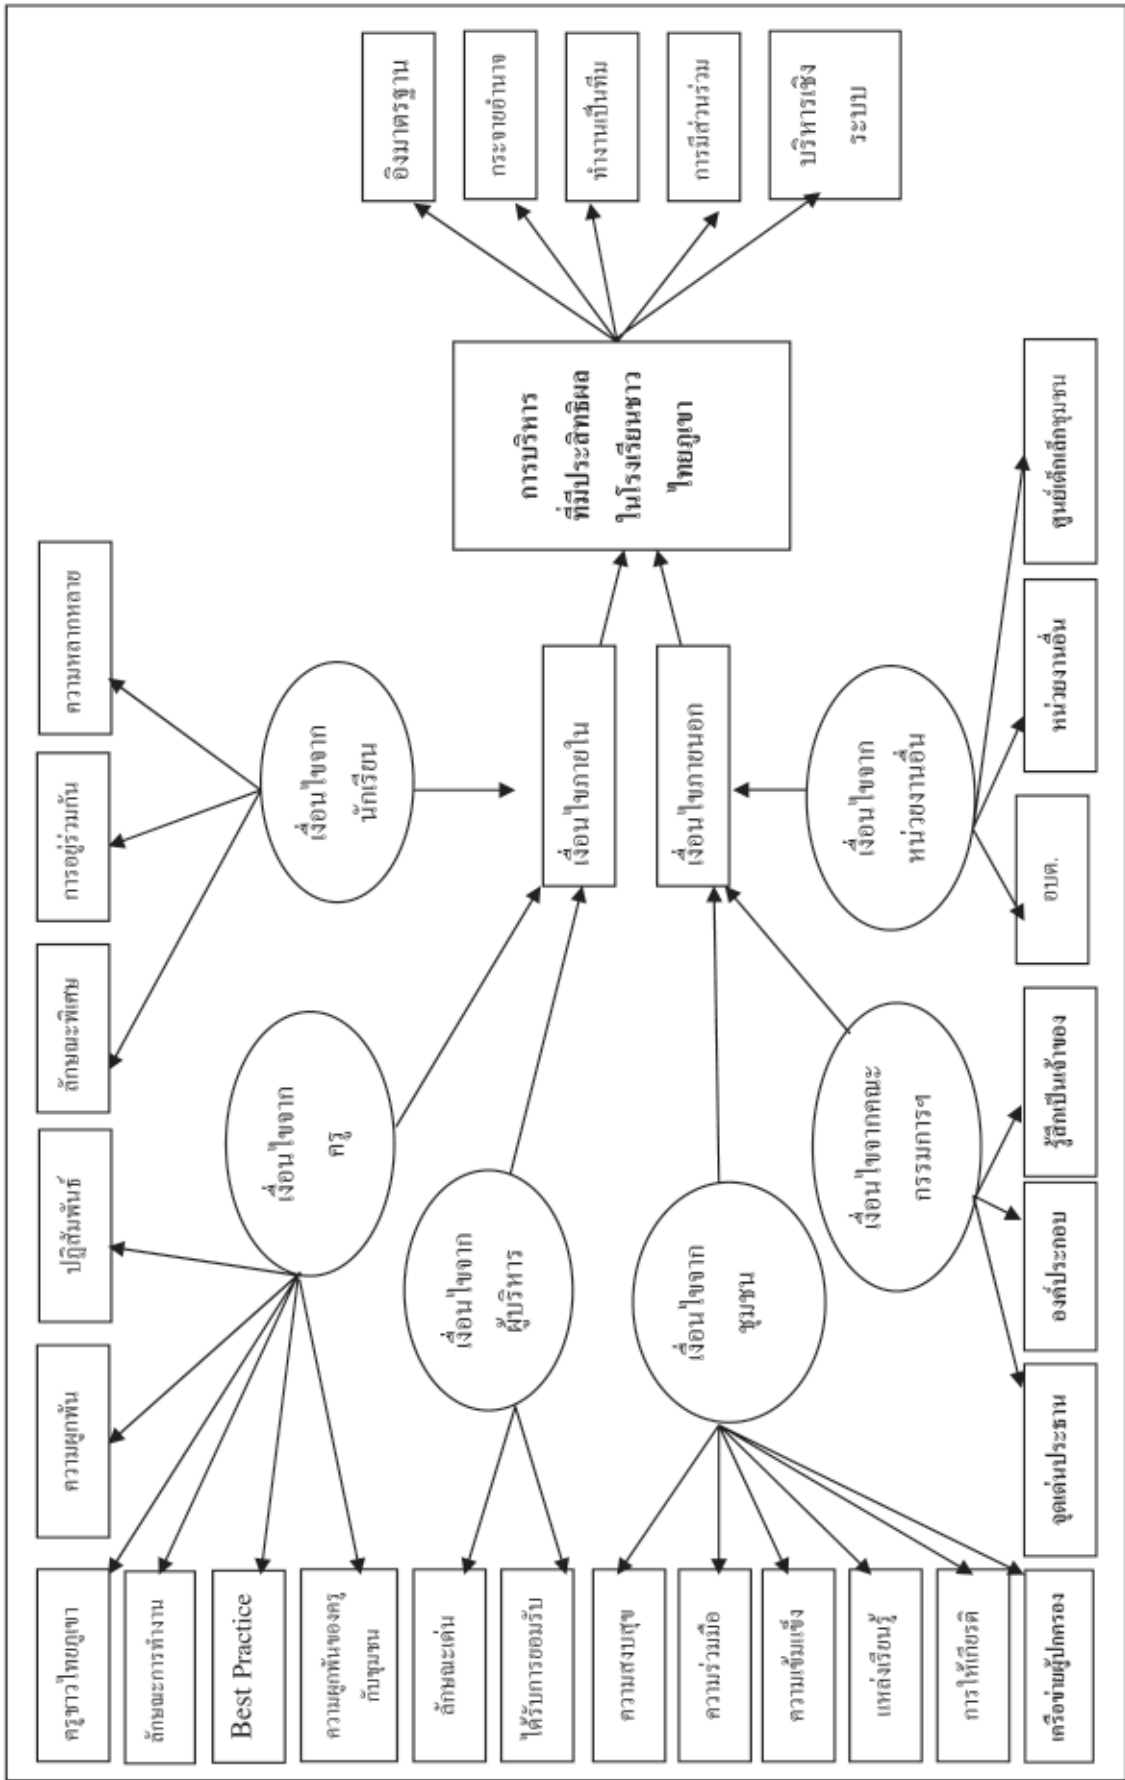 ครูชาวไทยภูเขา
ความผูกพัน
ปฏิสัมพันธ์
ลักษณะพิเศษ
การอยู่ร่วมกัน
ความหลากหลาย
ลักษณะการทำงาน
Best Practice
ความผูกพันของครู
กับชุมชน
ลักษณะเด่น
ได้รับการยอมรับ
ความสงบสุข
ความร่วมมือ
ความเข้มแข็ง
แหล่งเรียนรู้
การให้เกียรติ
เครือข่ายผู้ปกครอง
เงื่อนไขจาก
ครู
เงื่อนไขจาก
นักเรียน
เงื่อนไขจาก
ผู้บริหาร
เงื่อนไขจาก
ชุมชน
เงื่อนไขจากคณะ
กรรมการฯ
เงื่อนไขจาก
หน่วยงานอื่น
เงื่อนไขภายใน
เงื่อนไขภายนอก
การบริหาร
ที่มีประสิทธิผล
ในโรงเรียนชาว
ไทยภูเขา
อิงมาตรฐาน
กระจายอำนาจ
ทำงานเป็นทีม
การมีส่วนร่วม
บริหารเชิง
ระบบ
จุดเด่นประธาน
องค์ประกอบ
รู้สึกเป็นเจ้าของ
อบต.
หน่วยงานอื่น
ศูนย์เด็กเล็กชุมชน